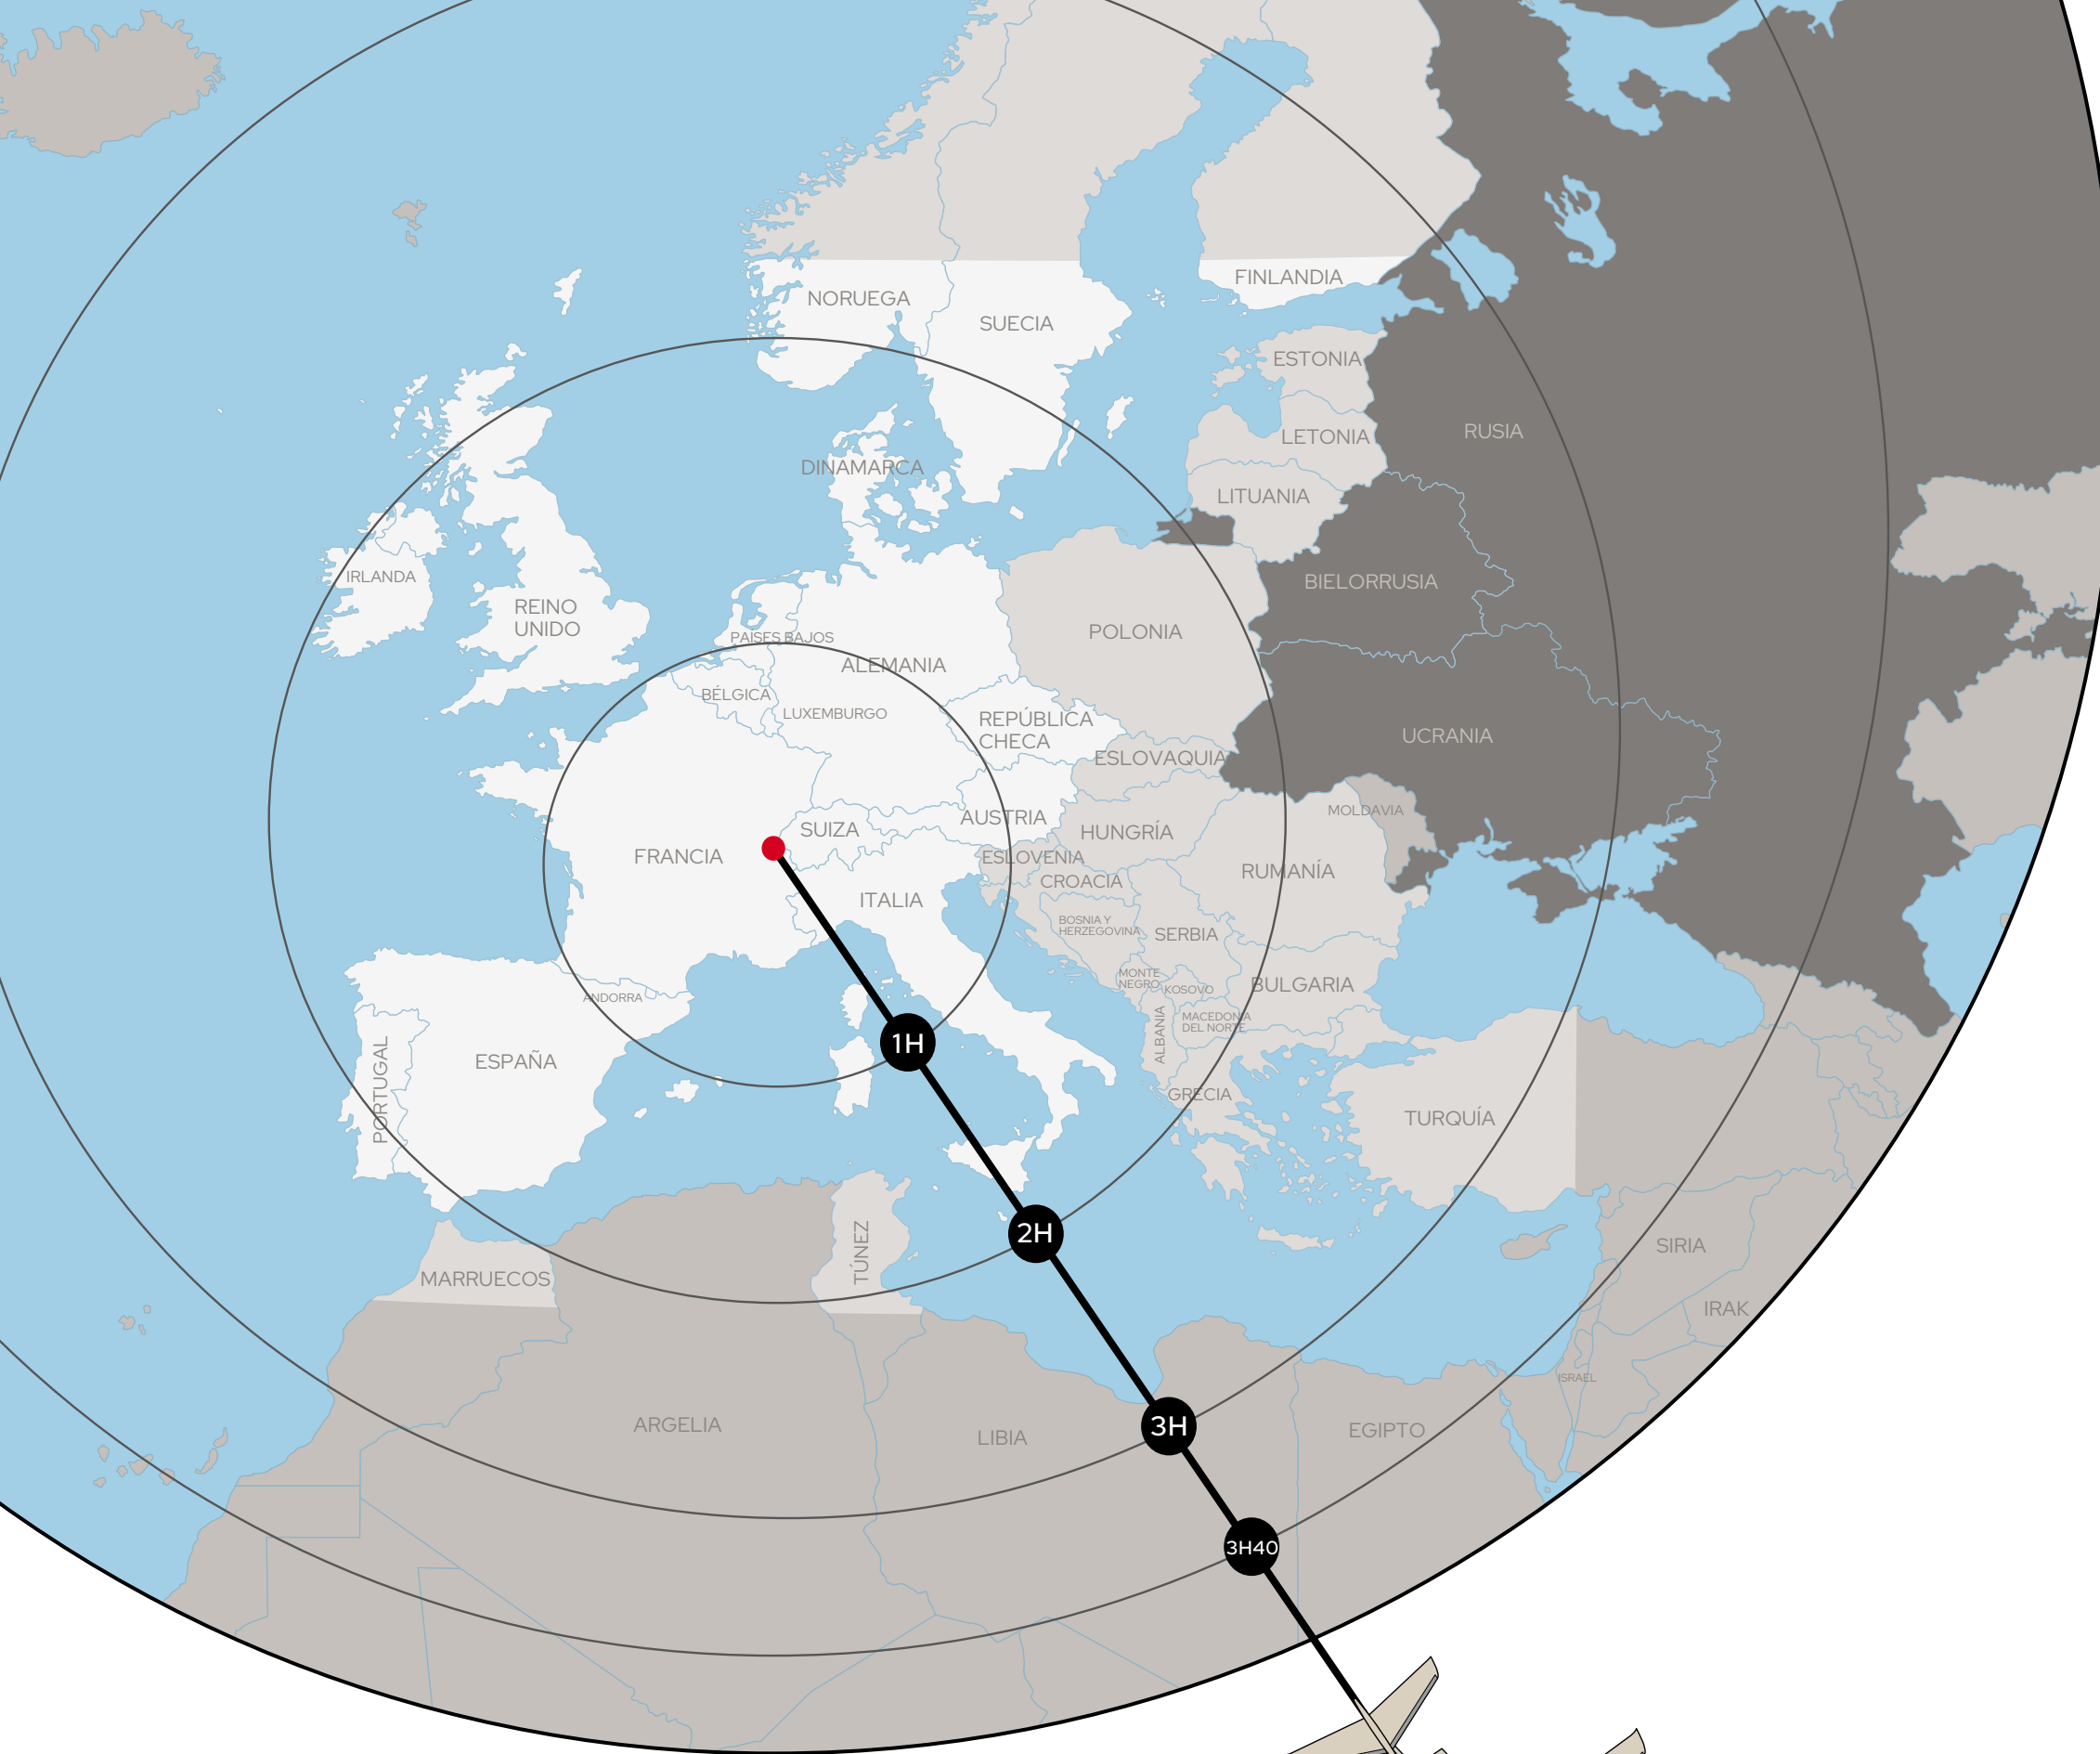 FINLANDIA
NORUEGA
SUECIA
ESTONIA
RUSIA
LETONIA
DINAMARCA
LITUANIA
IRLANDA
BIELORRUSIA
REINO
UNIDO
POLONIA
PAISES BAJOS
ALEMANIA
BÉLGICA
LUXEMBURGO
REPÚBLICA
CHECA
UCRANIA
ESLOVAQUIA
MOLDAVIA
AUSTRIA
SUIZA
HUNGRÍA
FRANCIA
ESLOVENIA
RUMANÍA
CROACIA
ITALIA
BOSNIA Y
HERZEGOVINA
SERBIA
MONTE
NEGRO
KOSOVO
BULGARIA
ANDORRA
MACEDONIA
DEL NORTE
ALBANIA
1H
ESPAÑA
PORTUGAL
GRECIA
TURQUÍA
2H
TÚNEZ
SIRIA
MARRUECOS
IRAK
ISRAEL
ARGELIA
3H
EGIPTO
LIBIA
3H40